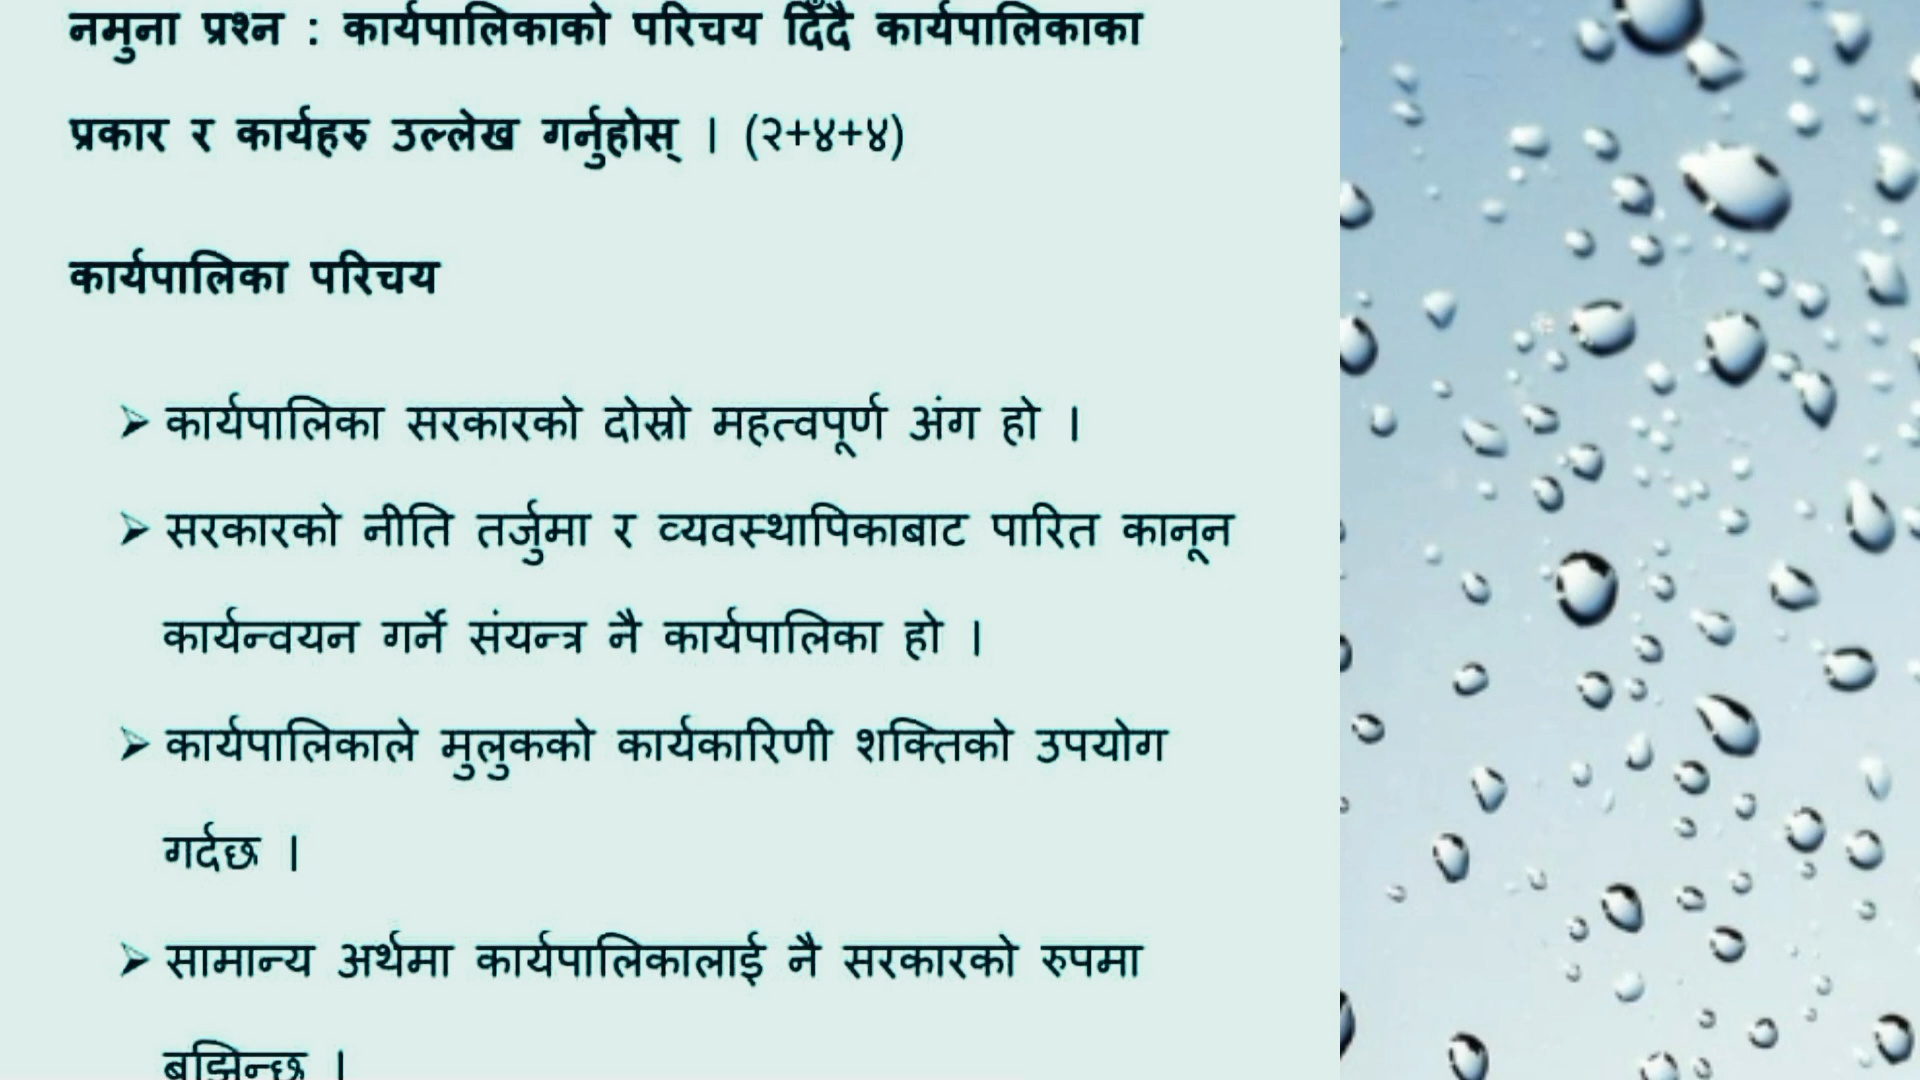 नमुना प्रश्न : कार्यपालिकाको परिचय दिँदै कार्यपालिकाका
प्रकार र कार्यहरु उल्लेख गर्नुहोस् । (२+४+४)
कार्यपालिका परिचय
➢ कार्यपालिका सरकारको दोस्रो महत्वपूर्ण अंग हो ।
➢ सरकारको नीति तर्जुमा र व्यवस्थापिकाबाट पारित कानून
कार्यन्वयन गर्ने संयन्त्र नै कार्यपालिका हो ।
➢ कार्यपालिकाले मुलुकको कार्यकारिणी शक्तिको उपयोग
गर्दछ ।
➢ सामान्य अर्थमा कार्यपालिकालाई नै सरकारको रुपमा
बुझिन्छ ।